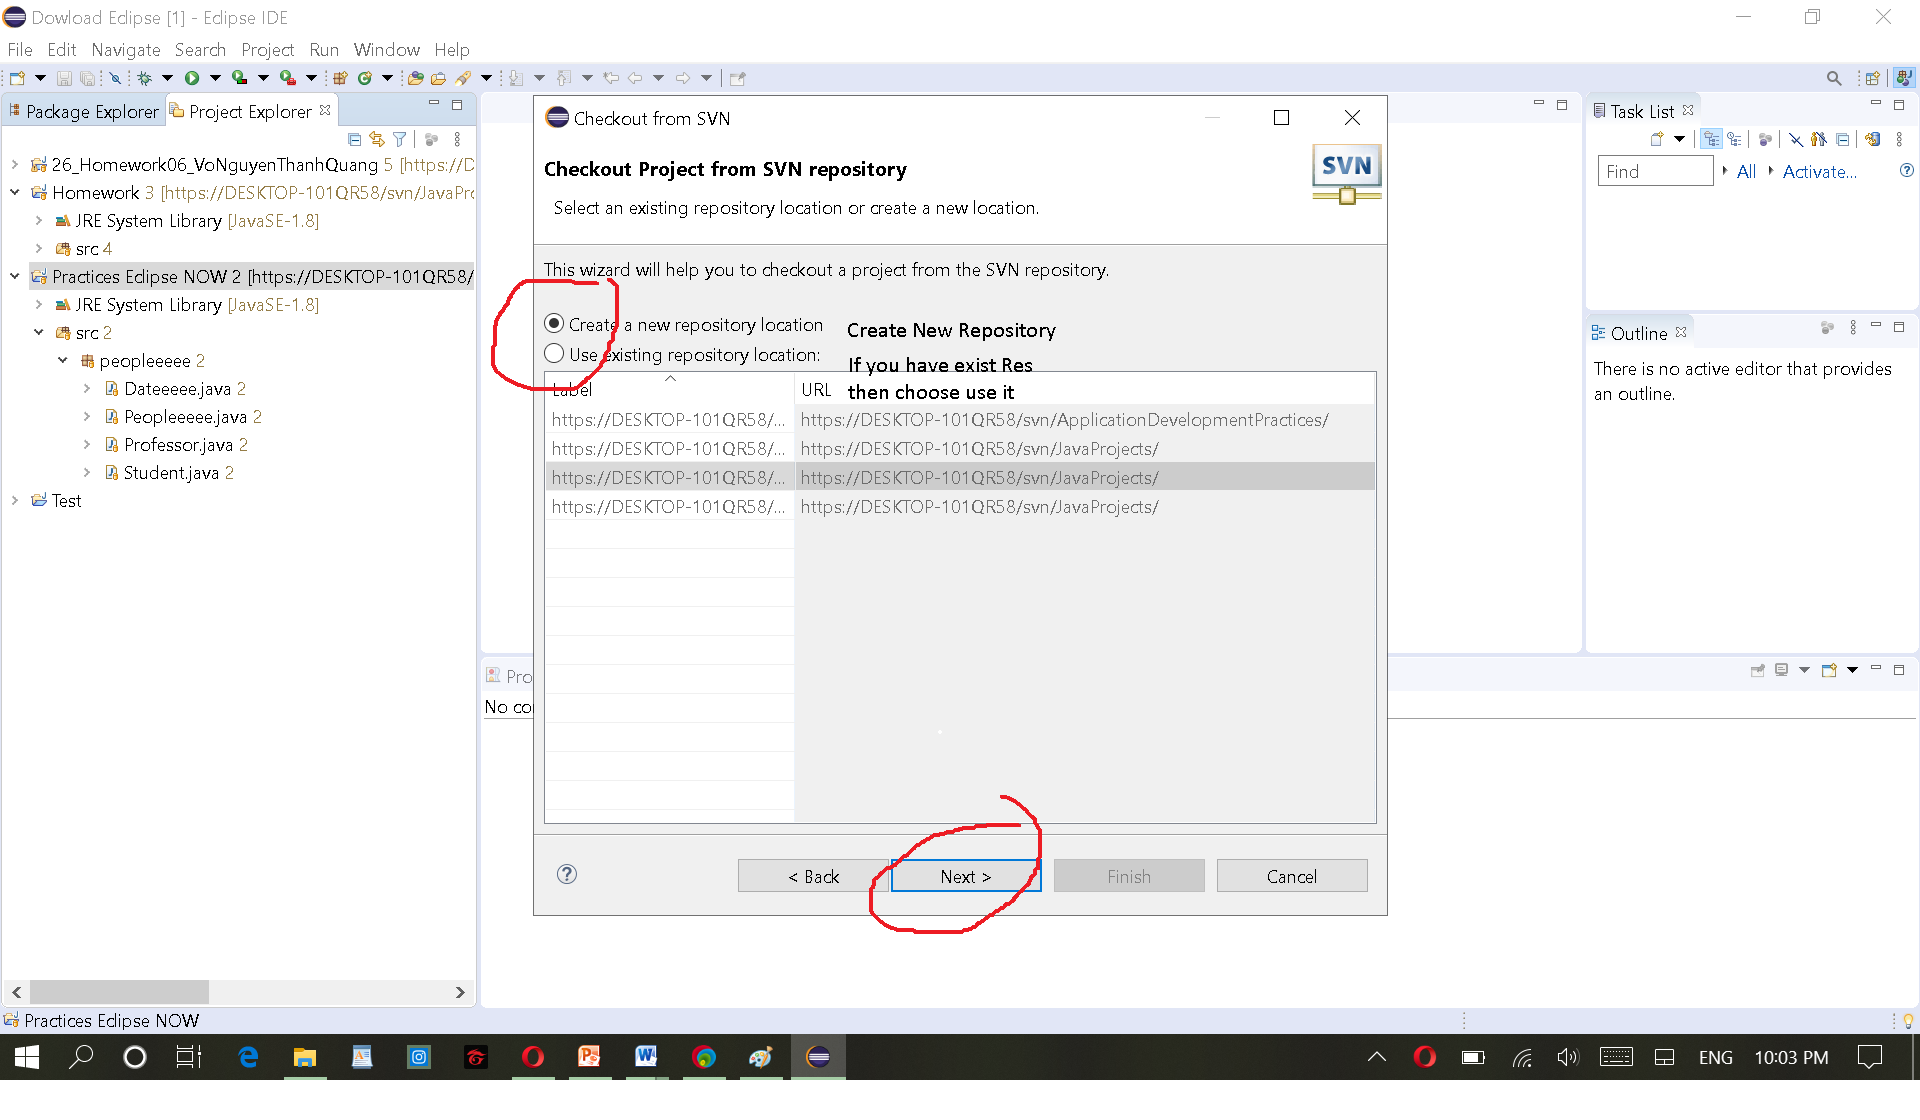 Dowload Eclipse [1] - Eclipse IDE
File Edit Navigate Search Project Run Window Help
Package Explorer
Project Explorer
26_Homework06_VoNguyenThanhQuang 5 [https://D
Homework 3 [https://DESKTOP-101QR58/svn/JavaPro
JRE System Library [JavaSE-1.8]
src 4
Practices Eclipse NOW 2 [https://DESKTOP-101QR58/
JRE System Library [JavaSE-1.8]
src 2
peopleeeee 2
Dateeeee.java 2
Peopleeeee.java 2
Professor.java 2
Student.java 2
Test
Checkout from SVN
Checkout Project from SVN repository
Select an existing repository location or create a new location.
SVN
This wizard will help you to checkout a project from the SVN repository.
Create a new repository location
Create New Repository
Use existing repository location:
If you have exist Res
then choose use it
Label URL
https://DESKTOP-101QR58/... https://DESKTOP-101QR58/svn/ApplicationDevelopmentPractices/
https://DESKTOP-101QR58/... https://DESKTOP-101QR58/svn/JavaProjects/
https://DESKTOP-101QR58/... https://DESKTOP-101QR58/svn/JavaProjects/
https://DESKTOP-101QR58/... https://DESKTOP-101QR58/svn/JavaProjects/
< Back Next > Finish Cancel
Pro
No co
Task List
Find All Activate...
Outline
There is no active editor that provides
an outline.
Practices Eclipse NOW
ENG 10:03 PM